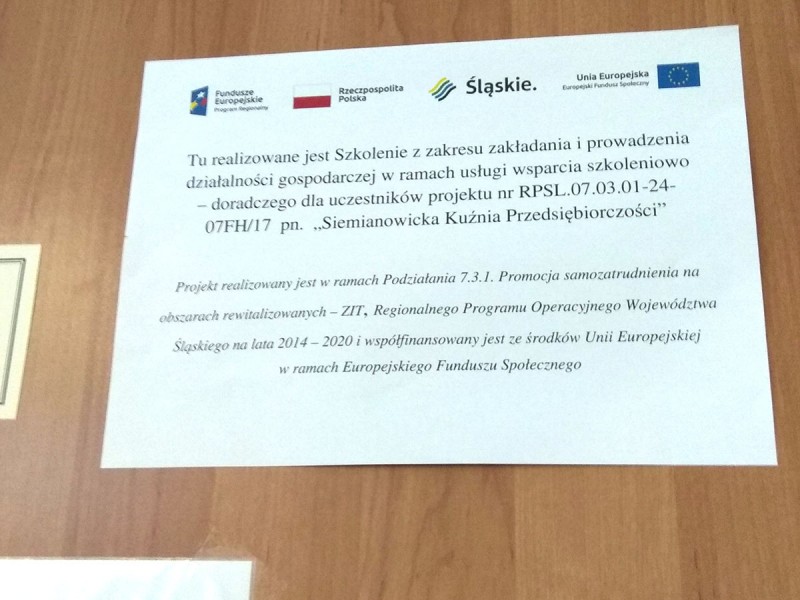 Fundusze
Europejskie
Program Regionalny
Rzeczpospolita
Polska
Śląskie.
Unia Europejska
Europejski Fundusz Społeczny
Tu realizowane jest Szkolenie z zakresu zakładania i prowadzenia
działalności gospodarczej w ramach usługi wsparcia szkoleniowo
– doradczego dla uczestników projektu nr RPSL.07.03.01-24-
07FH/17 pn. „Siemianowicka Kuźnia Przedsiębiorczości”
Projekt realizowany jest w ramach Podziałania 7.3.1. Promocja samozatrudnienia na
obszarach rewitalizowanych – ZIT, Regionalnego Programu Operacyjnego Województwa
Śląskiego na lata 2014 – 2020 i współfinansowany jest ze środków Unii Europejskiej
w ramach Europejskiego Funduszu Społecznego